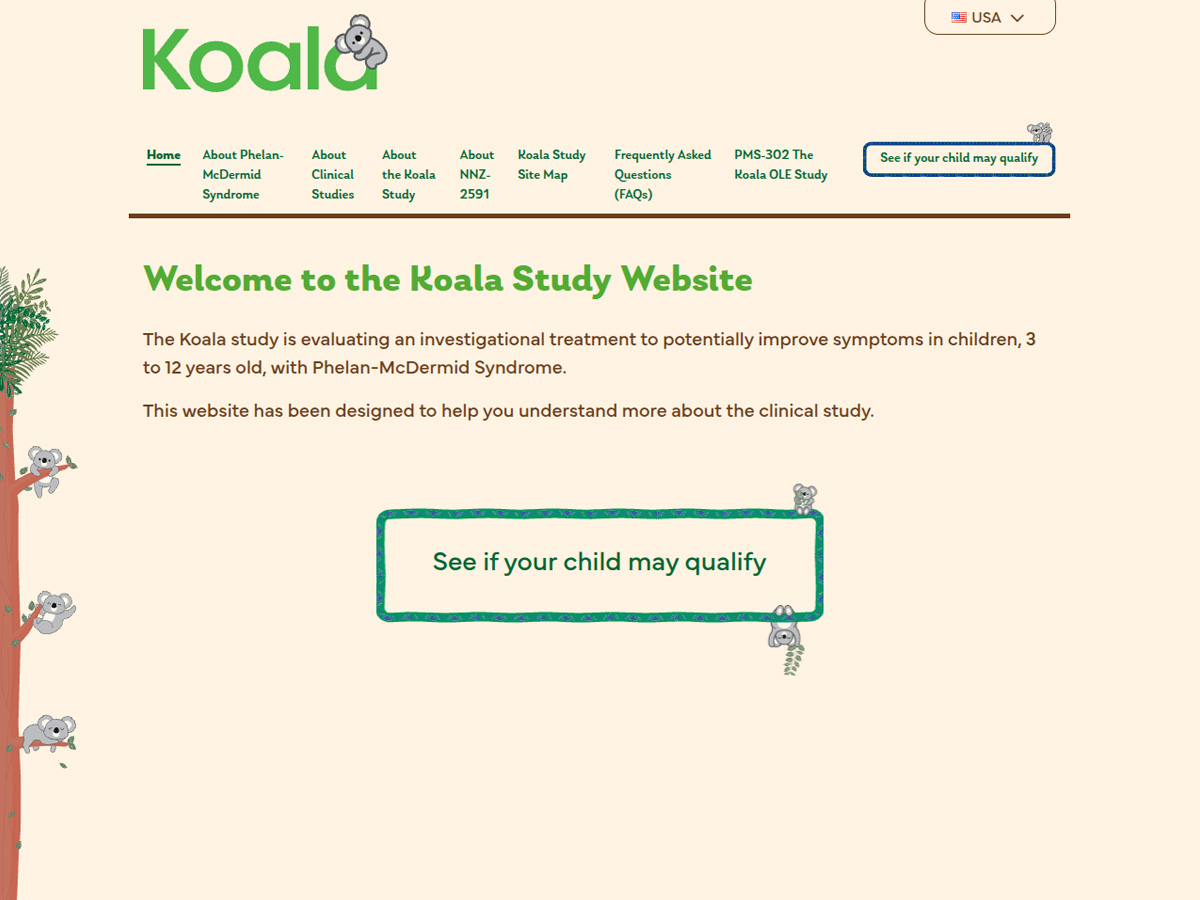 USA
Koala
Home
About Phelan-
McDermid
Syndrome
About
Clinical
Studies
About
the Koala
Study
About
NNZ-
2591
Koala Study
Site Map
Frequently Asked
Questions
(FAQs)
PMS-302 The
Koala OLE Study
See if your child may qualify
Welcome to the Koala Study Website
The Koala study is evaluating an investigational treatment to potentially improve symptoms in children, 3
to 12 years old, with Phelan-McDermid Syndrome.
This website has been designed to help you understand more about the clinical study.
See if your child may qualify